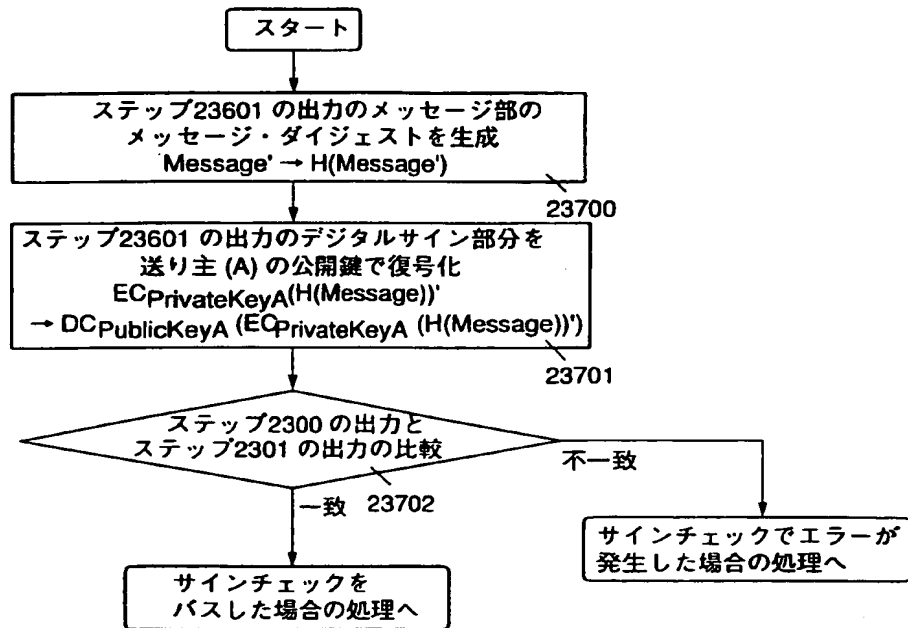 スタート
ステップ23601 の出力のメッセージ部の
メッセージ・ダイジェストを生成
Message' → H(Message')
23700
ステップ23601 の出力のデジタルサイン部分を
送り主 (A) の公開鍵で復号化
ECPrivateKeyA(H(Message))'
→ DCPublicKeyA (ECPrivateKeyA (H(Message))')
23701
ステップ2300 の出力と
ステップ2301 の出力の比較
23702
不一致
一致
サインチェックでエラーが
発生した場合の処理へ
サインチェックを
バスした場合の処理へ